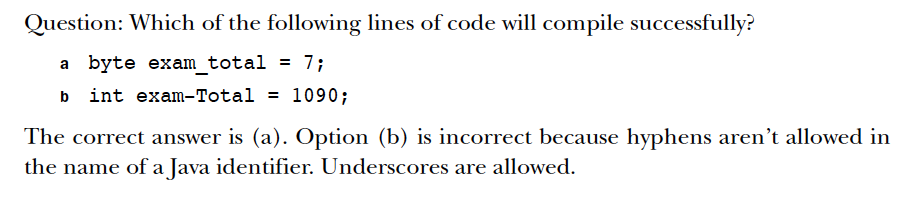 Question: Which of the following lines of code will compile successfully?
a byte exam_total = 7;
b int exam-Total = 1090;
The correct answer is (a). Option (b) is incorrect because hyphens aren’t allowed in
the name of a Java identifier. Underscores are allowed.